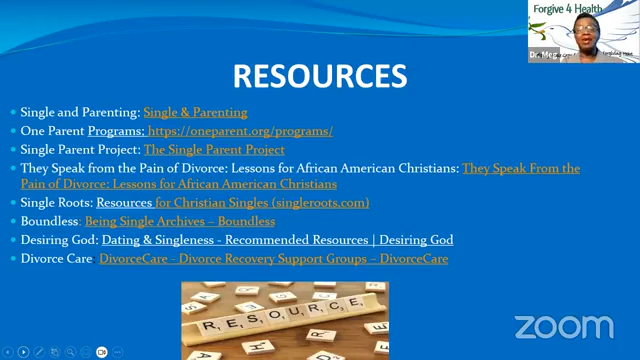 Forgive 4 Health
RESOURCES
Single and Parenting: Single & Parenting
One Parent Programs: https://oneparent.org/programs/
Single Parent Project: The Single Parent Project
They Speak from the Pain of Divorce: Lessons for African American Christians: They Speak From the
Pain of Divorce: Lessons for African American Christians
Single Roots: Resources for Christian Singles (singleroots.com)
Boundless: Being Single Archives – Boundless
Desiring God: Dating & Singleness - Recommended Resources | Desiring God
Divorce Care: DivorceCare - Divorce Recovery Support Groups – DivorceCare
RESOURCE
zoom